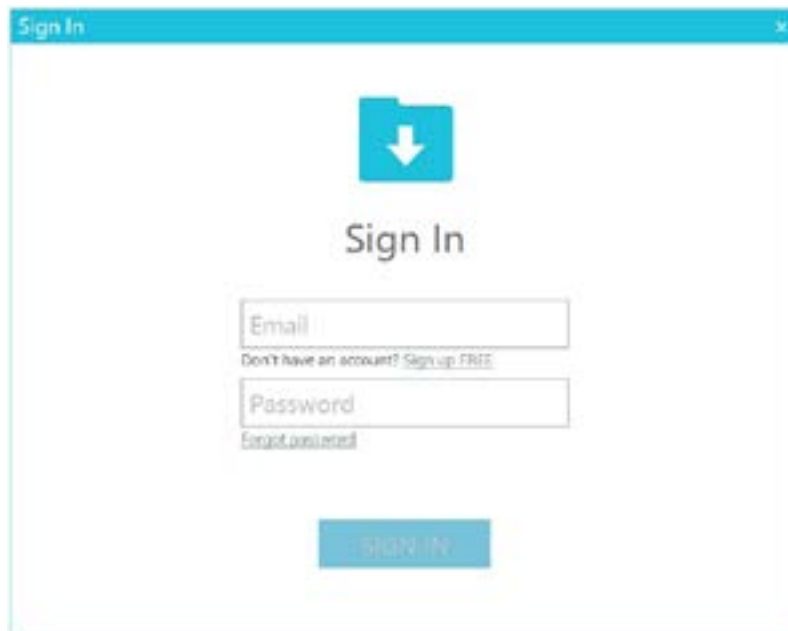 Sign In
×
Sign In
Email
Don't have an account? Sign up FREE
Password
Forgot password
SIGN IN